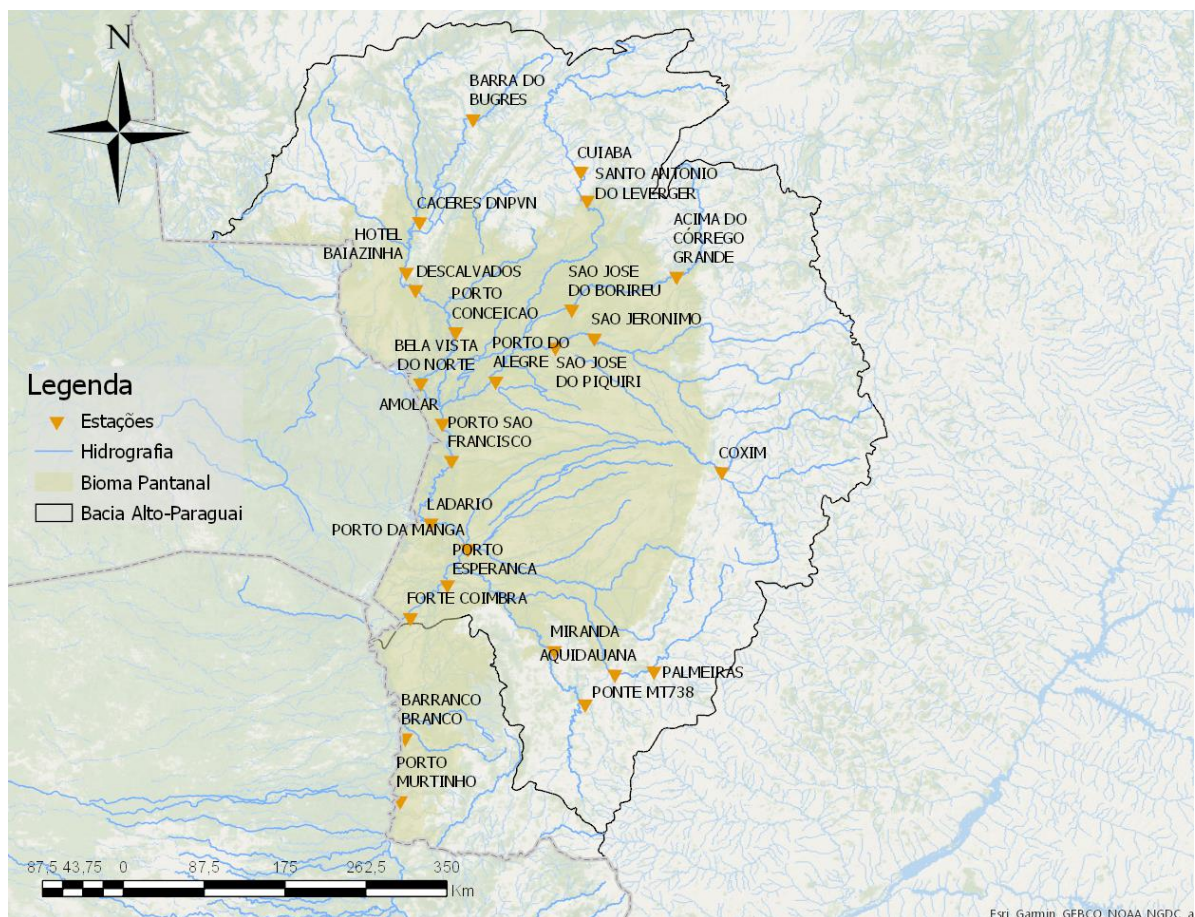 N
BARRA DO
BUGRES
CUIABA
SANTO ANTONIO
DO LEVERGER
CACERES DNPVN
ACIMA DO
CÓRREGO
GRANDE
HOTEL
BAIAZINHA
DESCALVADOS
SAO JOSE
DO BORIREU
PORTO
CONCEICAO
SAO JERONIMO
BELA VISTA
DO NORTE
PORTO DO
ALEGRE
SAO JOSE
DO PIQUIRI
Legenda
Estações
Hidrografia
Bioma Pantanal
Bacia Alto-Paraguai
AMOLAR
PORTO SAO
FRANCISCO
COXIM
LADARIO
PORTO DA MANGA
PORTO
ESPERANCA
FORTE COIMBRA
MIRANDA
AQUIDAUANA
PALMEIRAS
PONTE MT738
BARRANCO
BRANCO
PORTO
MURTINHO
87,5 43,75 0 87,5 175 262,5 350
Km
Esri, Garmin, GEBCO, NOAA NGDC, a